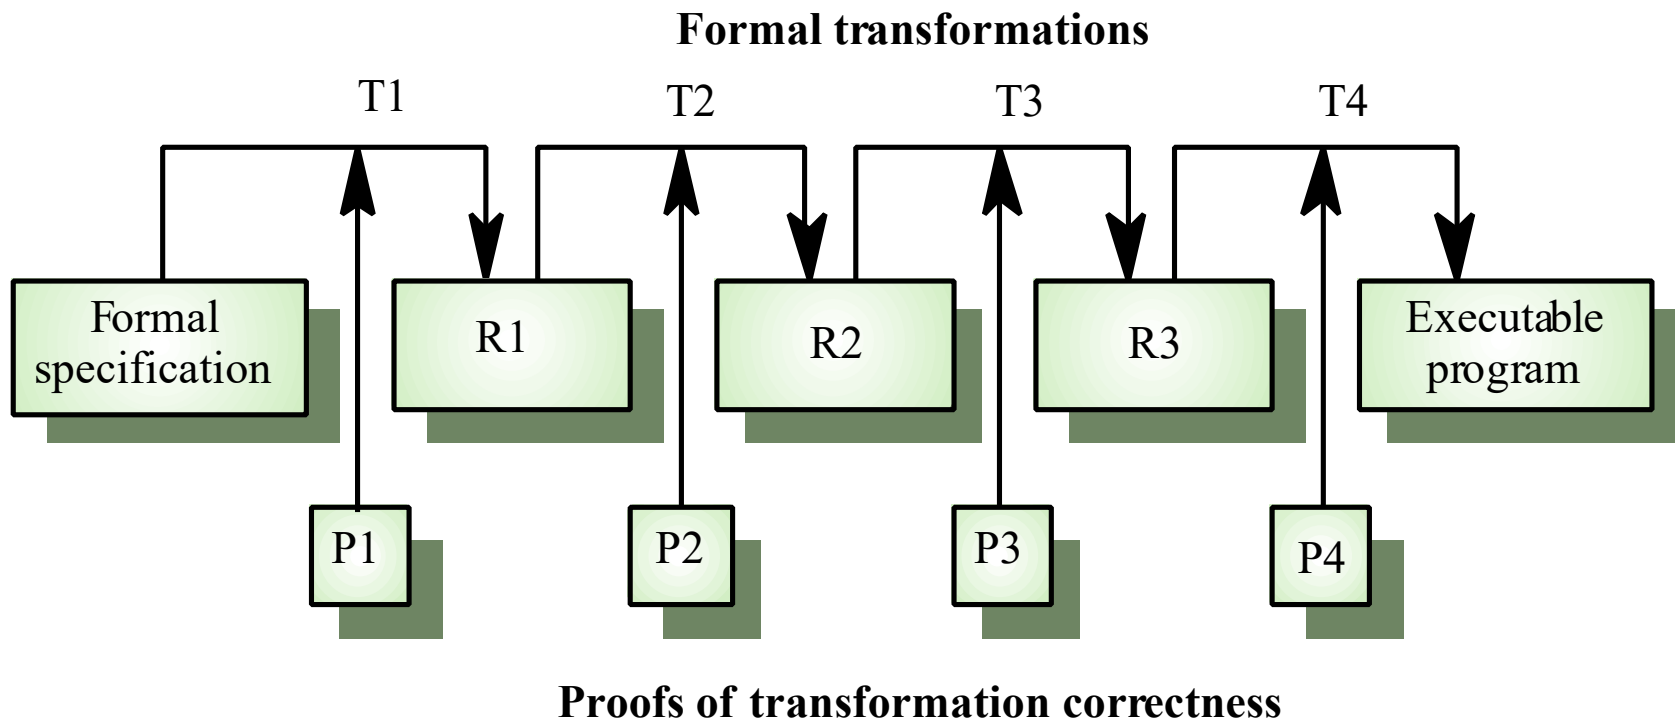 Formal transformations
T1
T2
T3
T4
Formal
specification
R1
R2
R3
Executable
program
P1
P2
P3
P4
Proofs of transformation correctness